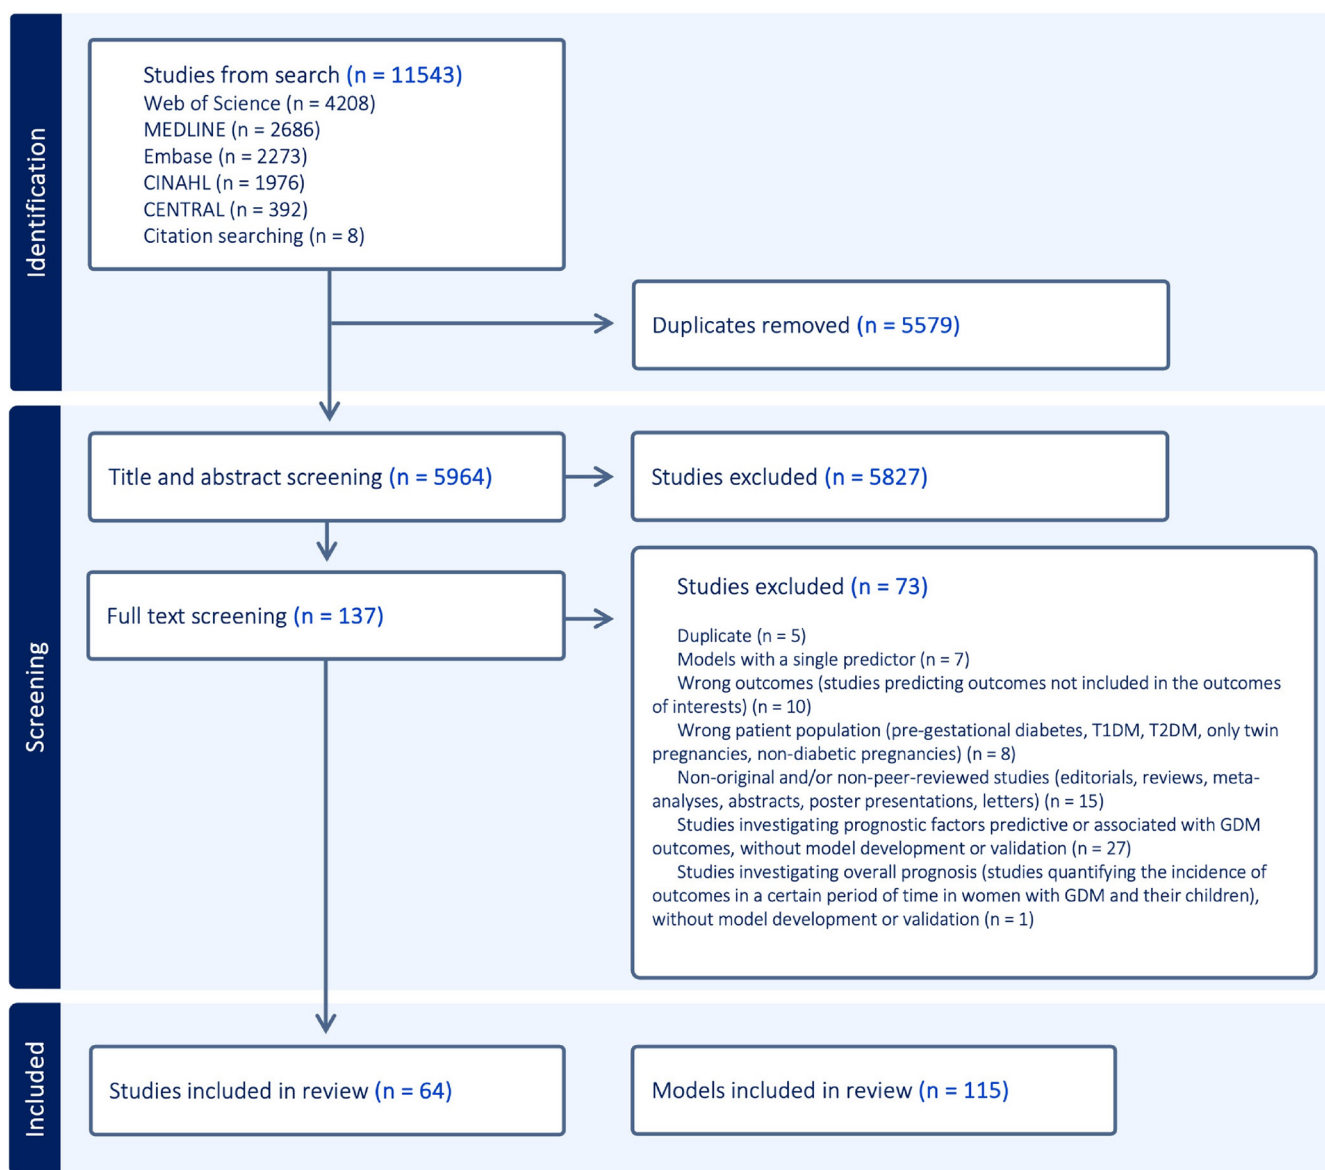 Identification
Studies from search (n = 11543)
Web of Science (n = 4208)
MEDLINE (n = 2686)
Embase (n = 2273)
CINAHL (n = 1976)
CENTRAL (n = 392)
Citation searching (n = 8)
Duplicates removed (n = 5579)
Screening
Title and abstract screening (n = 5964)
Studies excluded (n = 5827)
Full text screening (n = 137)
Studies excluded (n = 73)
Duplicate (n = 5)
Models with a single predictor (n = 7)
Wrong outcomes (studies predicting outcomes not included in the outcomes
of interests) (n = 10)
Wrong patient population (pre-gestational diabetes, T1DM, T2DM, only twin
pregnancies, non-diabetic pregnancies) (n = 8)
Non-original and/or non-peer-reviewed studies (editorials, reviews, meta-
analyses, abstracts, poster presentations, letters) (n = 15)
Studies investigating prognostic factors predictive or associated with GDM
outcomes, without model development or validation (n = 27)
Studies investigating overall prognosis (studies quantifying the incidence of
outcomes in a certain period of time in women with GDM and their children),
without model development or validation (n = 1)
Included
Studies included in review (n = 64)
Models included in review (n = 115)